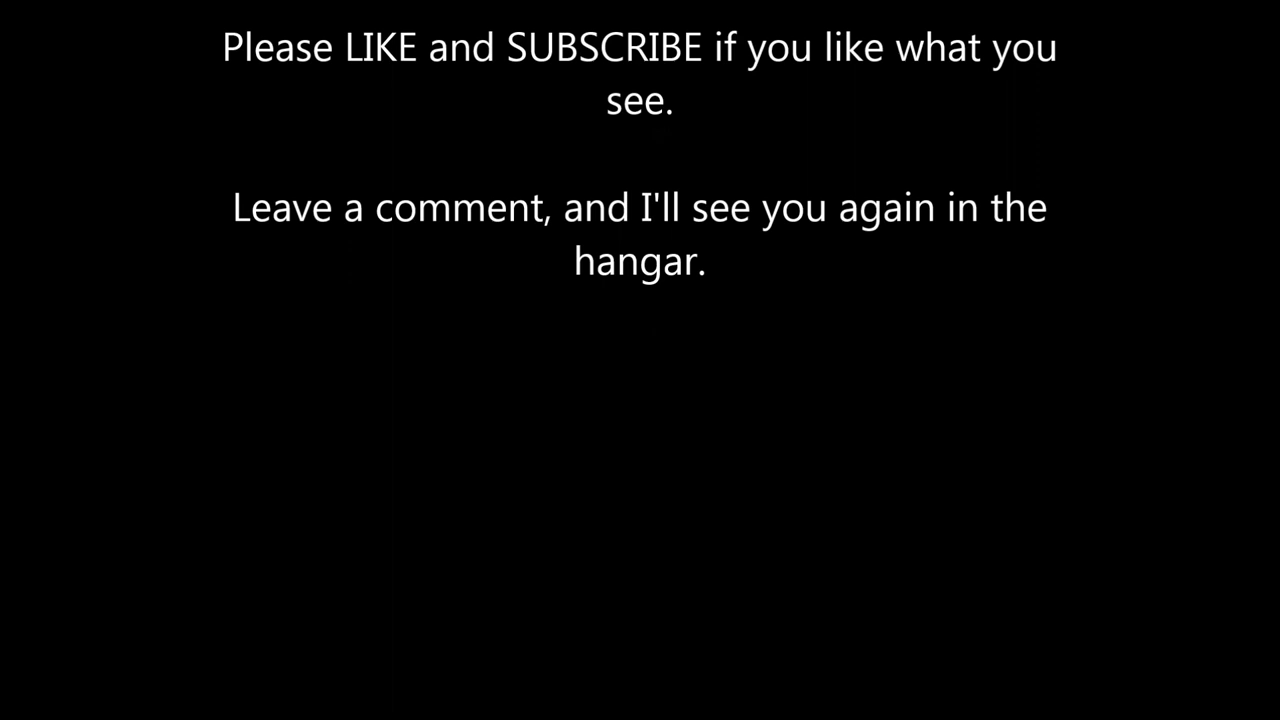 Please LIKE and SUBSCRIBE if you like what you
see.
Leave a comment, and I'll see you again in the
hangar.